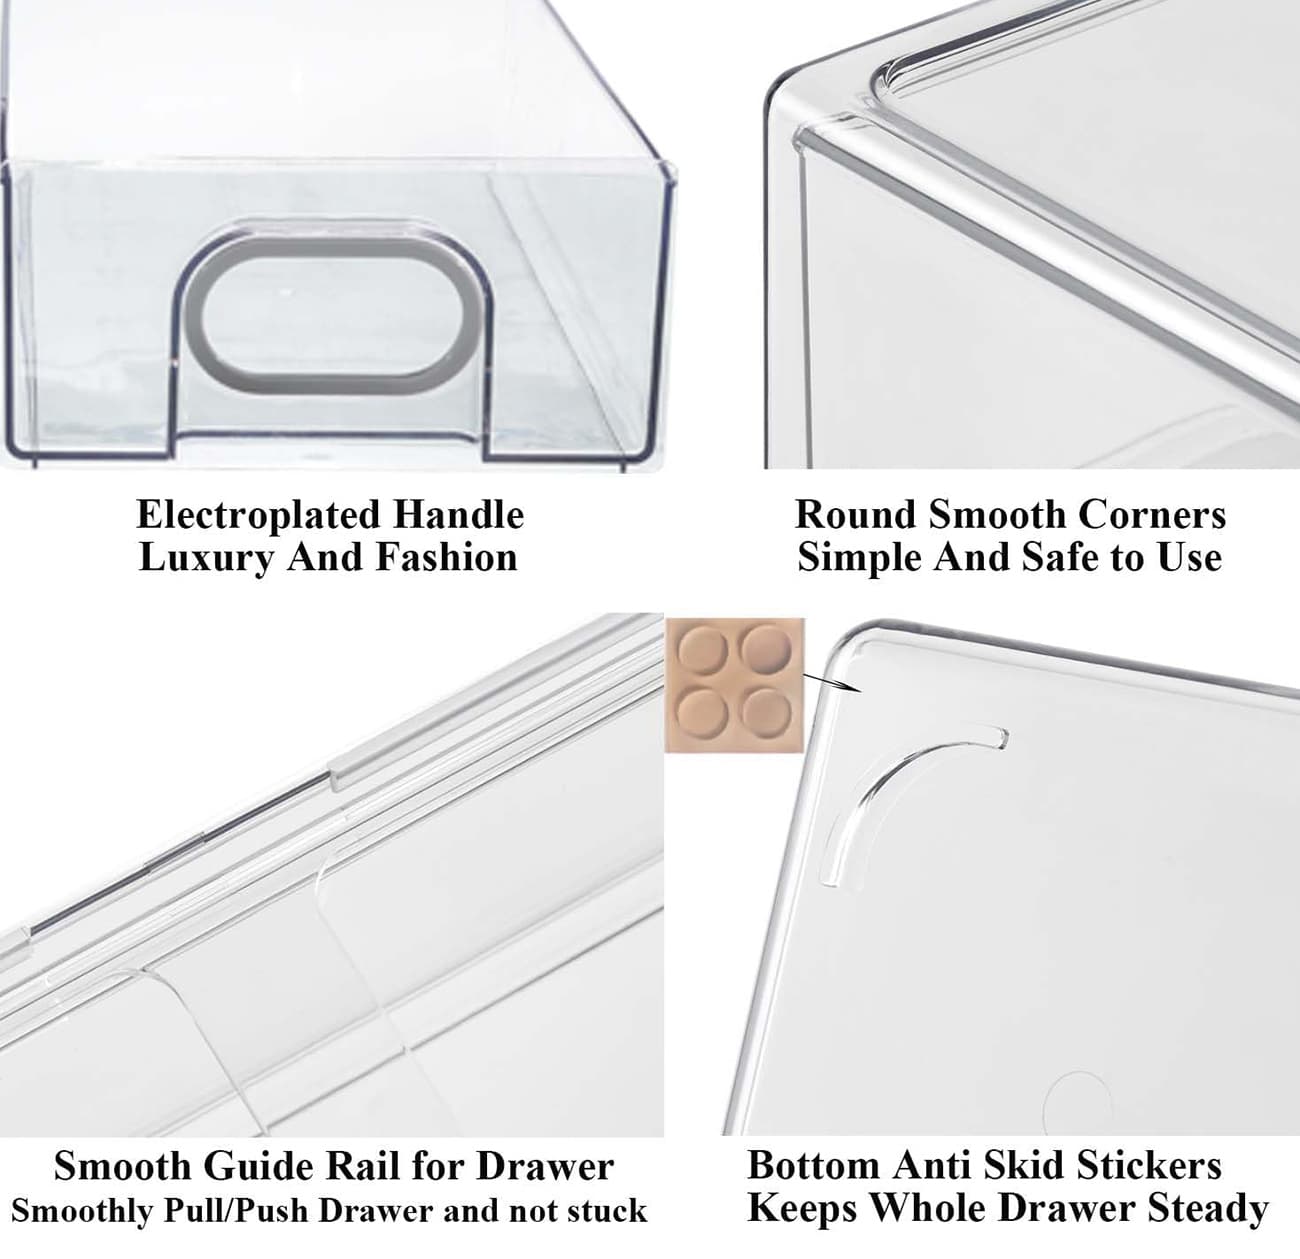 Electroplated Handle
Luxury And Fashion
Round Smooth Corners
Simple And Safe to Use
Smooth Guide Rail for Drawer
Smoothly Pull/Push Drawer and not stuck
Bottom Anti Skid Stickers
Keeps Whole Drawer Steady